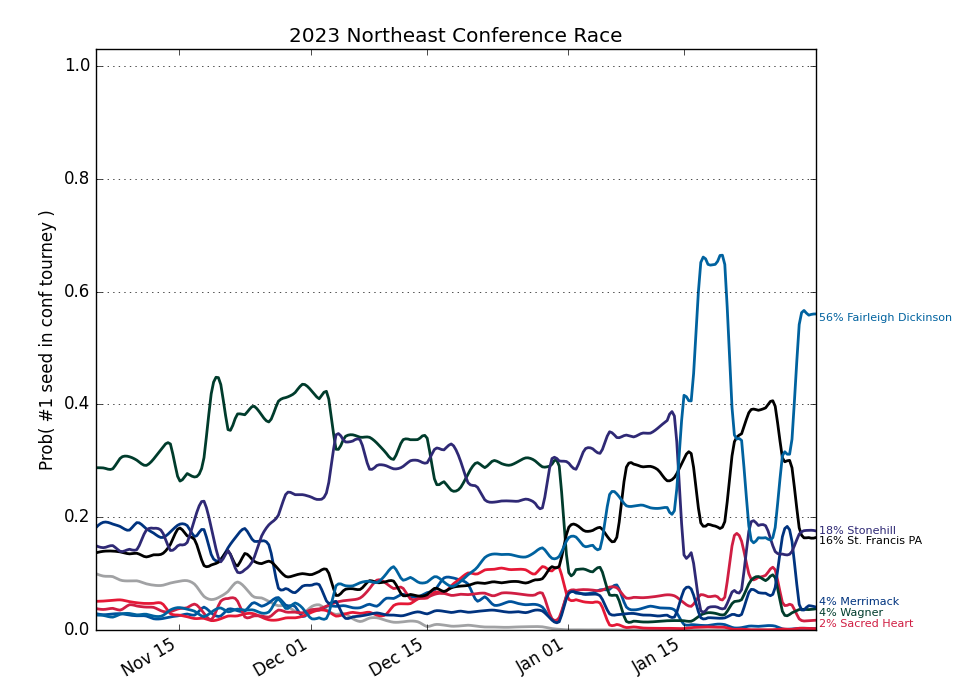 2023 Northeast Conference Race
Prob( #1 seed in conf tourney )
1.0
0.8
0.6
0.4
0.2
0.0
Nov 15
Dec 01
Dec 15
Jan 01
Jan 15
56% Fairleigh Dickinson
18% Stonehill
16% St. Francis PA
4% Merrimack
4% Wagner
2% Sacred Heart